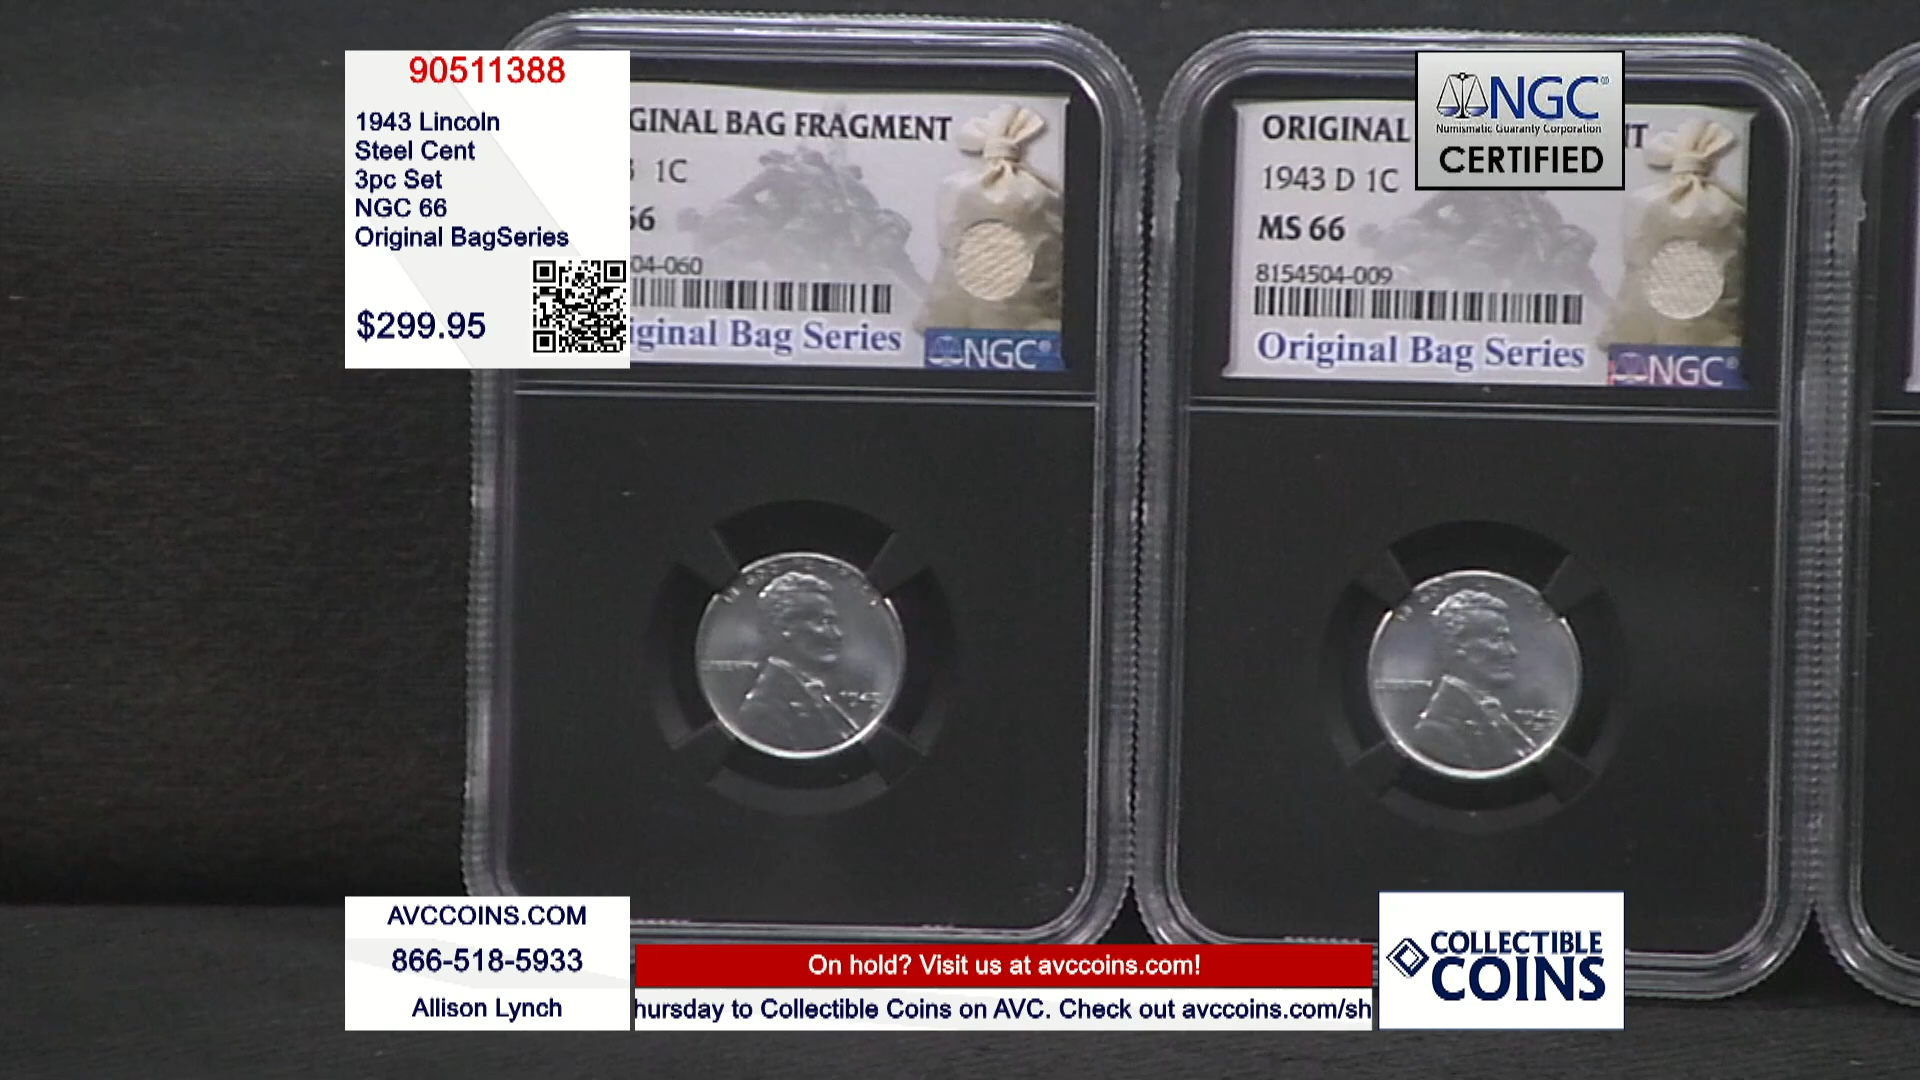 90511388
1943 Lincoln
Steel Cent
3pc Set
NGC 66
Original BagSeries
$299.95
GINAL BAG FRAGMENT
1C
66
04-060
iginal Bag Series
NGC
ORIGINAL
NT
1943 D 1C
MS 66
8154504-009
Original Bag Series
NGC
NGC
Numismatic Guaranty Corporation
CERTIFIED
AVCCOINS.COM
866-518-5933
Allison Lynch
On hold? Visit us at avccoins.com!
hursday to Collectible Coins on AVC. Check out avccoins.com/sh
COLLECTIBLE
COINS